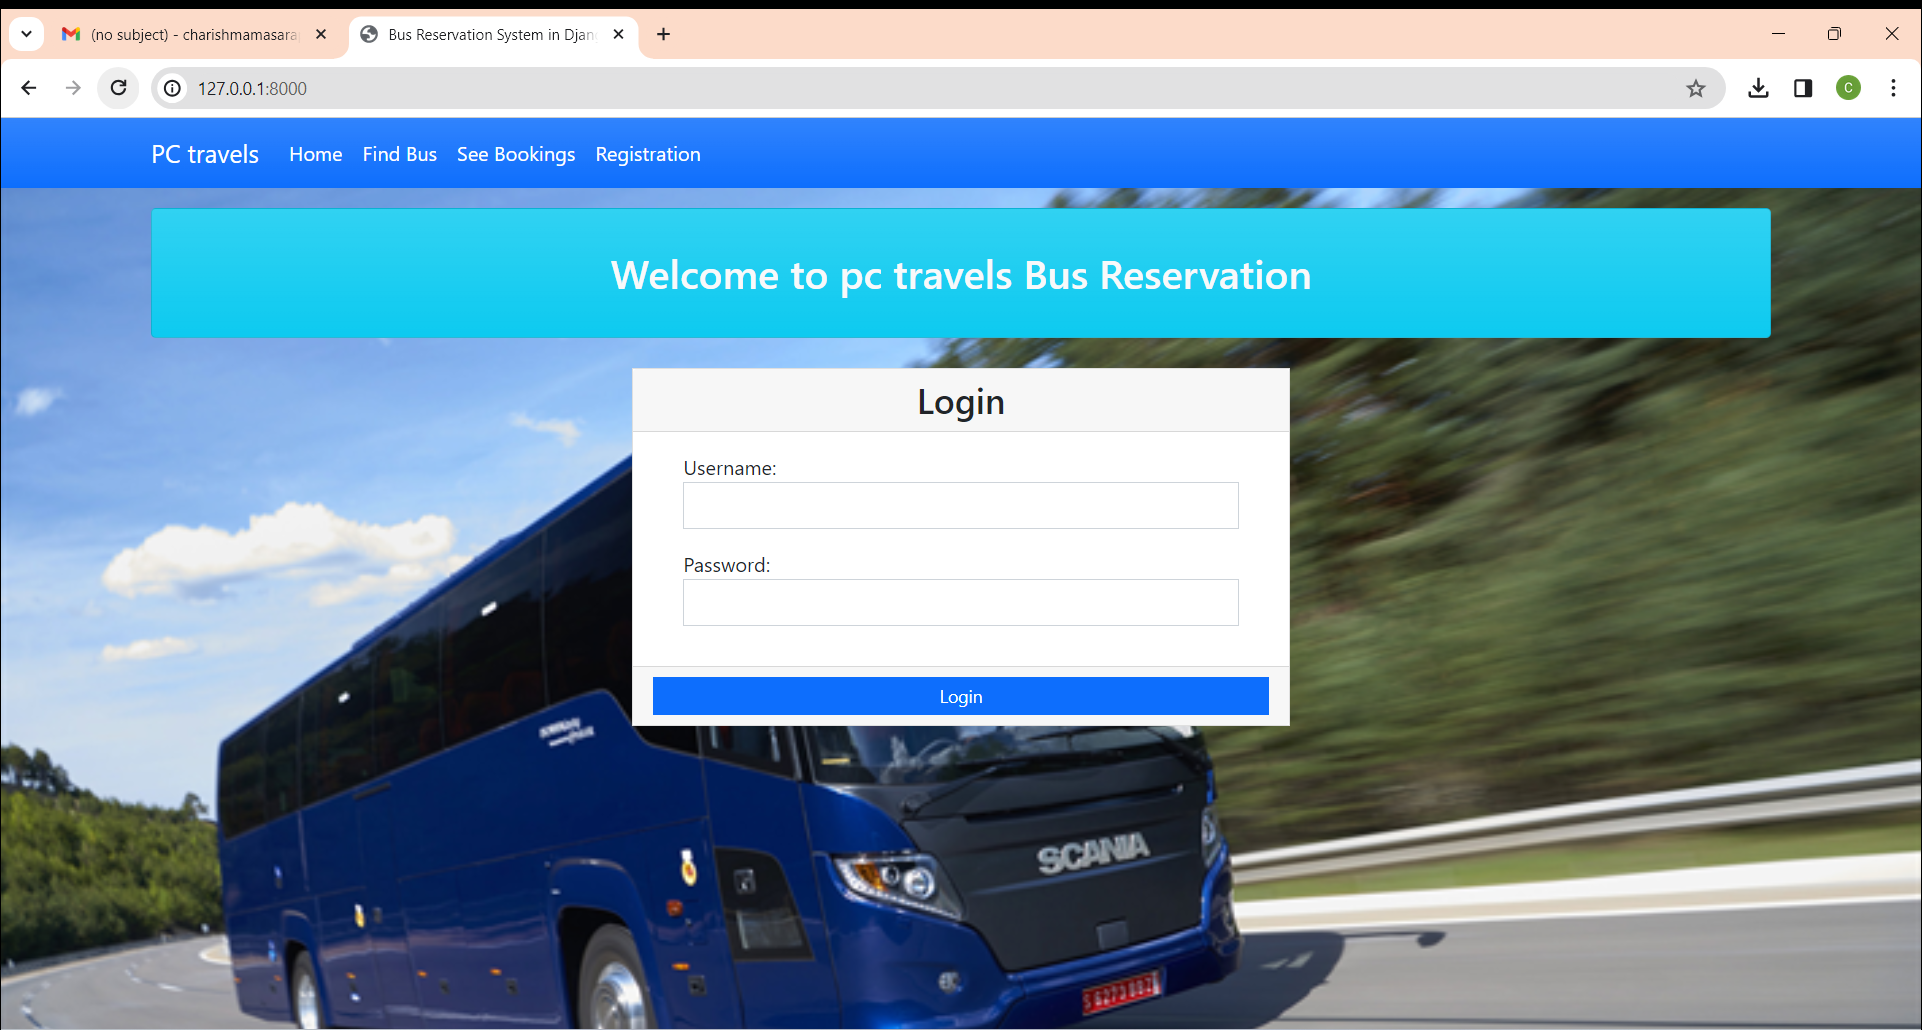 (no subject) - charishmamasara
Bus Reservation System in Djan
127.0.0.1:8000
C
PC travels Home Find Bus See Bookings Registration
Welcome to pc travels Bus Reservation
Login
Username:
Password:
Login
SCANIA